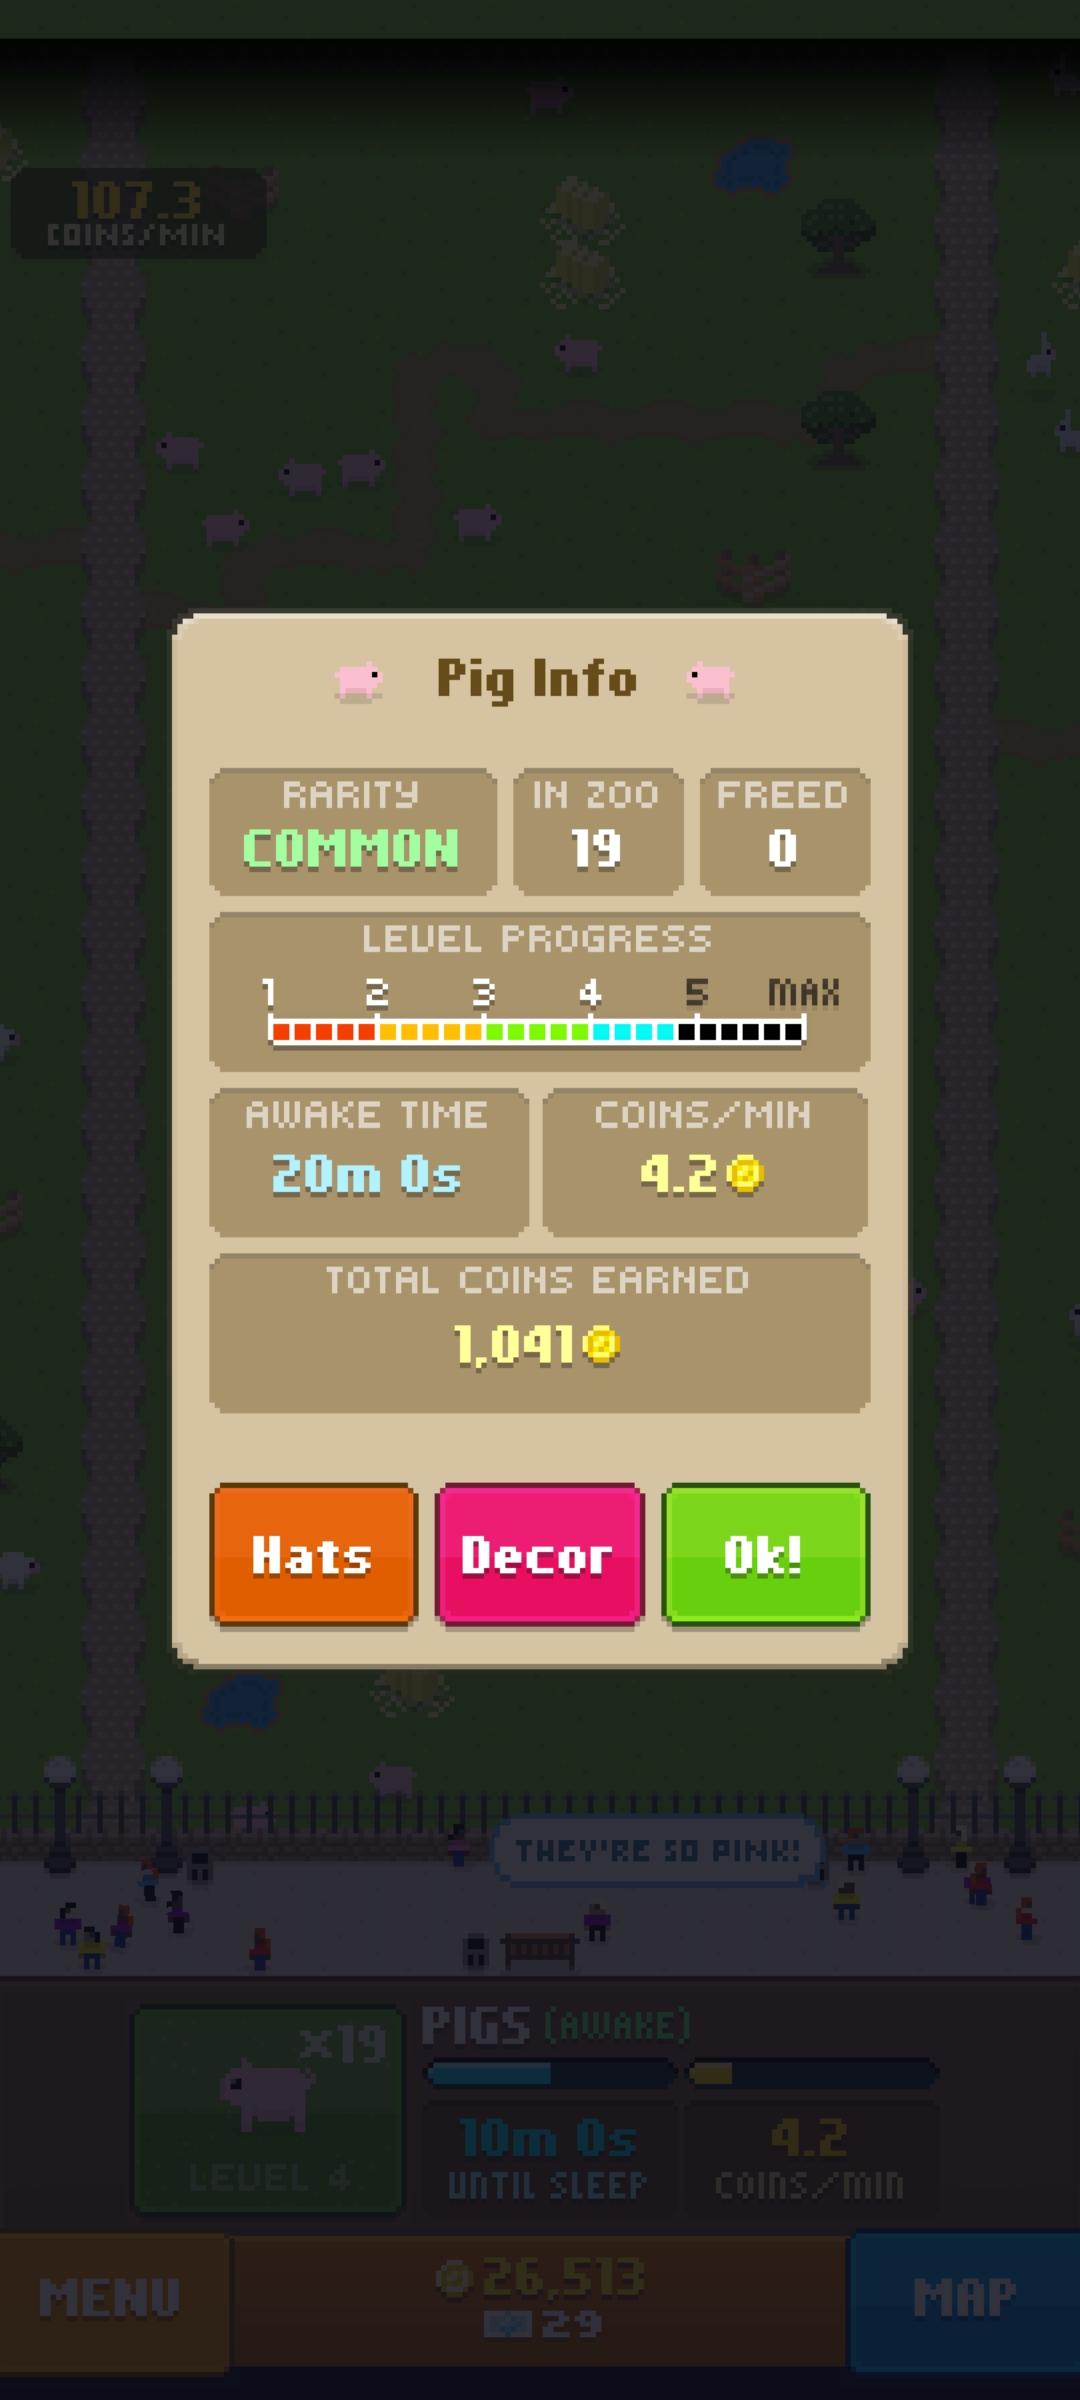 107.3
COINS/MIN
Pig Info
RARITY
COMMON
IN ZOO
19
FREED
0
LEVEL PROGRESS
1 2 3 4 5 MAX
AWAKE TIME
20m 0s
COINS/MIN
4.2
TOTAL COINS EARNED
1,041
Hats
Decor
Ok!
THEY'RE SO PINK!
x19
LEVEL 4
PIGS (AWAKE)
10m 0s
UNTIL SLEEP
4.2
COINS/MIN
MENU
26,513
29
MAP